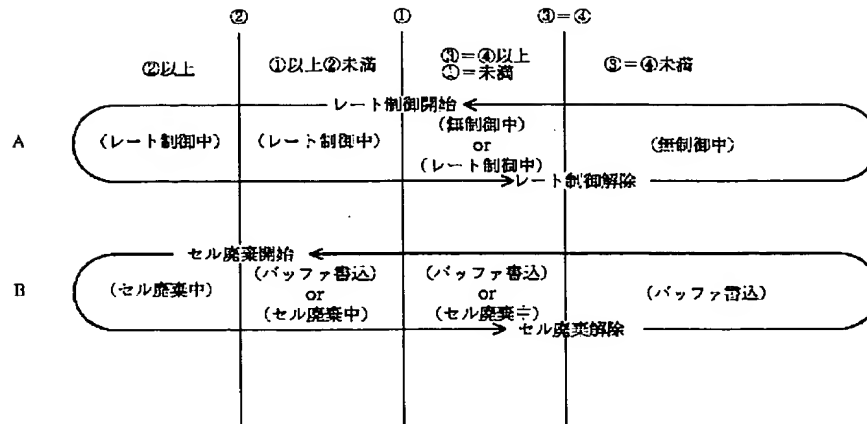 ② ① ③＝④
②以上 ①以上②未満 ③＝④以上 ③＝④未満
①＝未満
レート制御開始
A （レート制御中） （レート制御中） （無制御中） （無制御中）
or
（レート制御中）
レート制御解除
セル廃棄開始
B （セル廃棄中） （バッファ書込） （バッファ書込） （バッファ書込）
or or
（セル廃棄中） （セル廃棄中）
セル廃棄解除